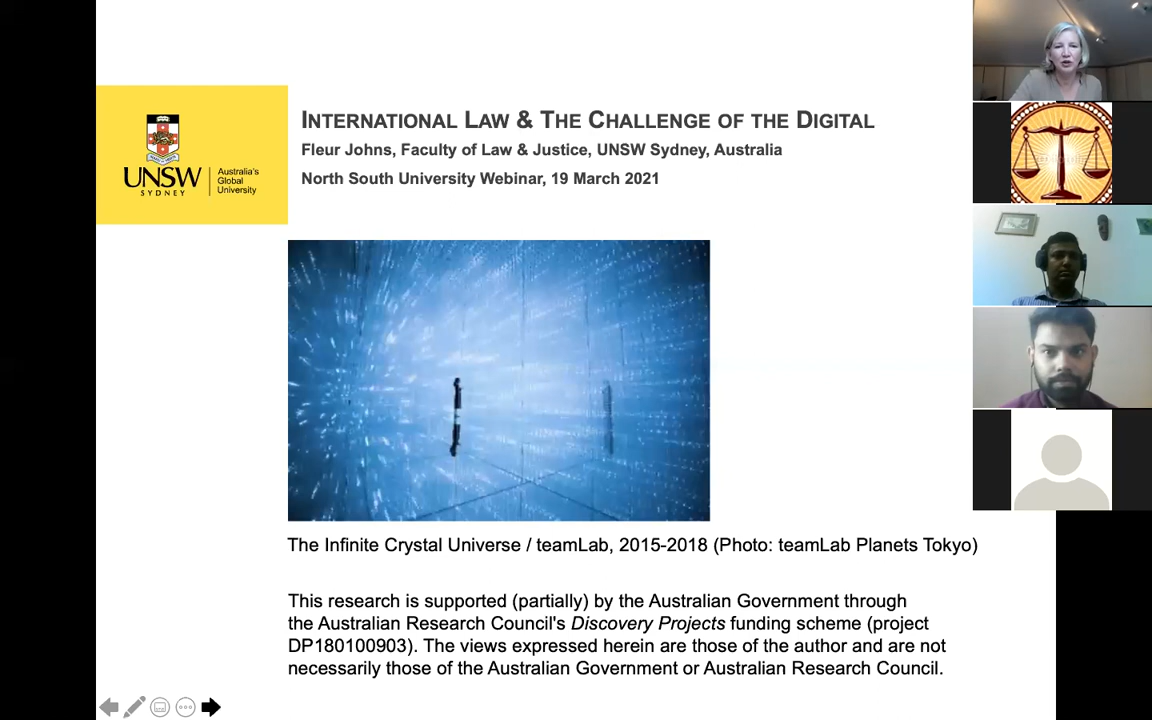 INTERNATIONAL LAW & THE CHALLENGE OF THE DIGITAL
Fleur Johns, Faculty of Law & Justice, UNSW Sydney, Australia
North South University Webinar, 19 March 2021
UNSW
SYDNEY
Australia's
Global
University
The Infinite Crystal Universe / teamLab, 2015-2018 (Photo: teamLab Planets Tokyo)
This research is supported (partially) by the Australian Government through
the Australian Research Council's Discovery Projects funding scheme (project
DP180100903). The views expressed herein are those of the author and are not
necessarily those of the Australian Government or Australian Research Council.